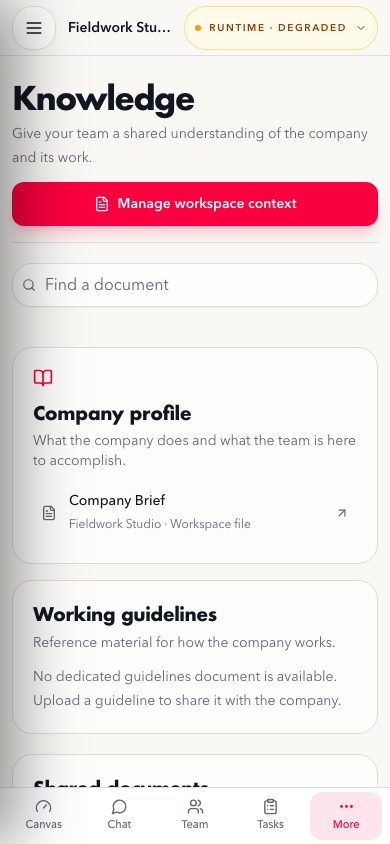 Fieldwork Stu...
RUNTIME · DEGRADED
Knowledge
Give your team a shared understanding of the company
and its work.
Manage workspace context
Find a document
Company profile
What the company does and what the team is here
to accomplish.
Company Brief
Fieldwork Studio · Workspace file
Working guidelines
Reference material for how the company works.
No dedicated guidelines document is available.
Upload a guideline to share it with the company.
Shared documents
Canvas
Chat
Team
Tasks
More